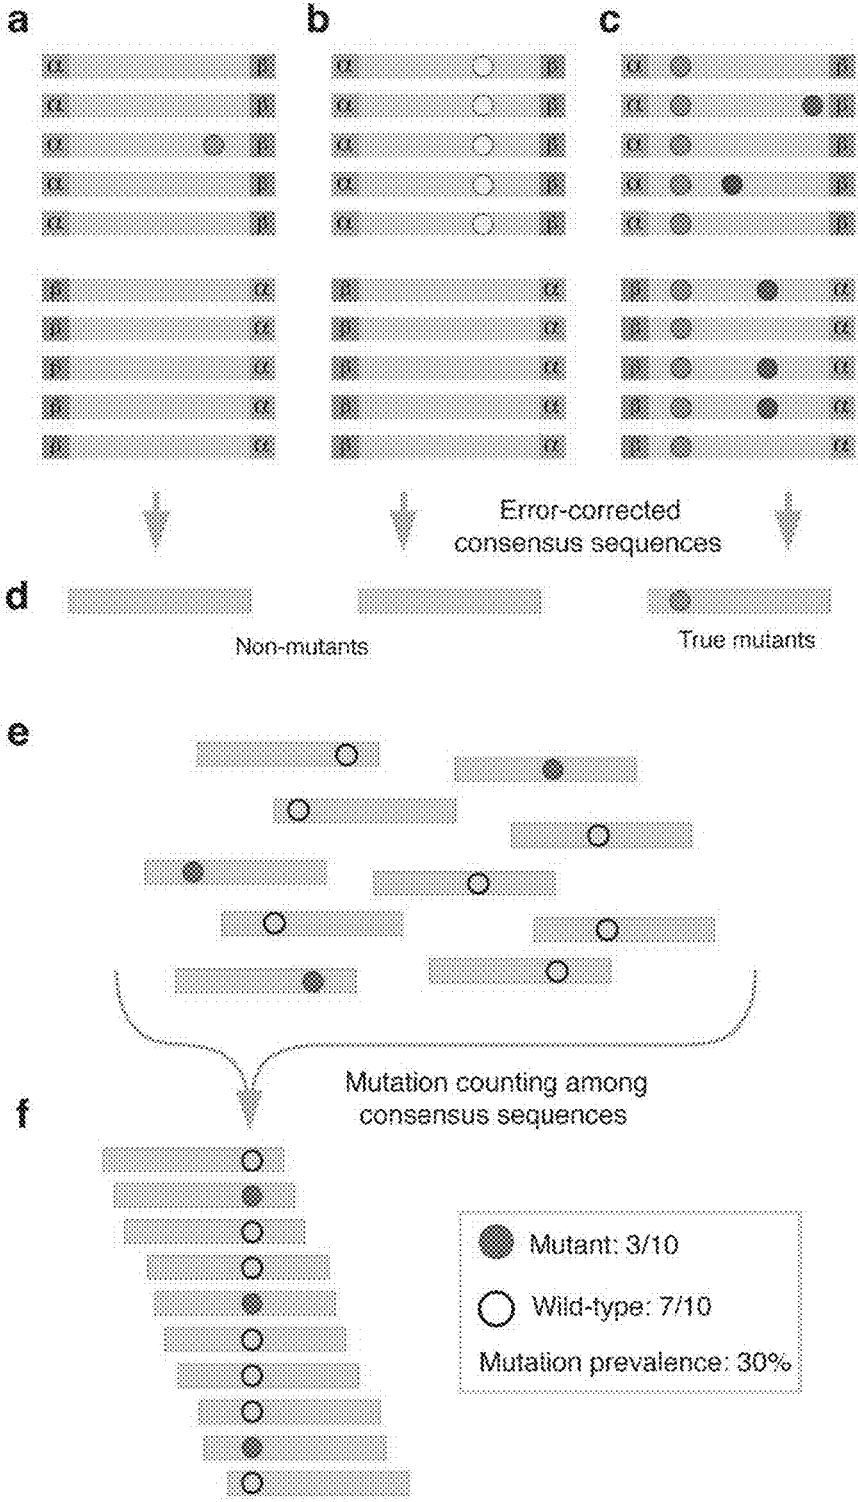 a b c
α β α β α β
α β α β α β
α β α β α β
α β α β α β
α β α β α β
β α β α β α
β α β α β α
β α β α β α
β α β α β α
β α β α β α
Error-corrected
consensus sequences
d
Non-mutants
True mutants
e
Mutation counting among
consensus sequences
f
Mutant: 3/10
Wild-type: 7/10
Mutation prevalence: 30%